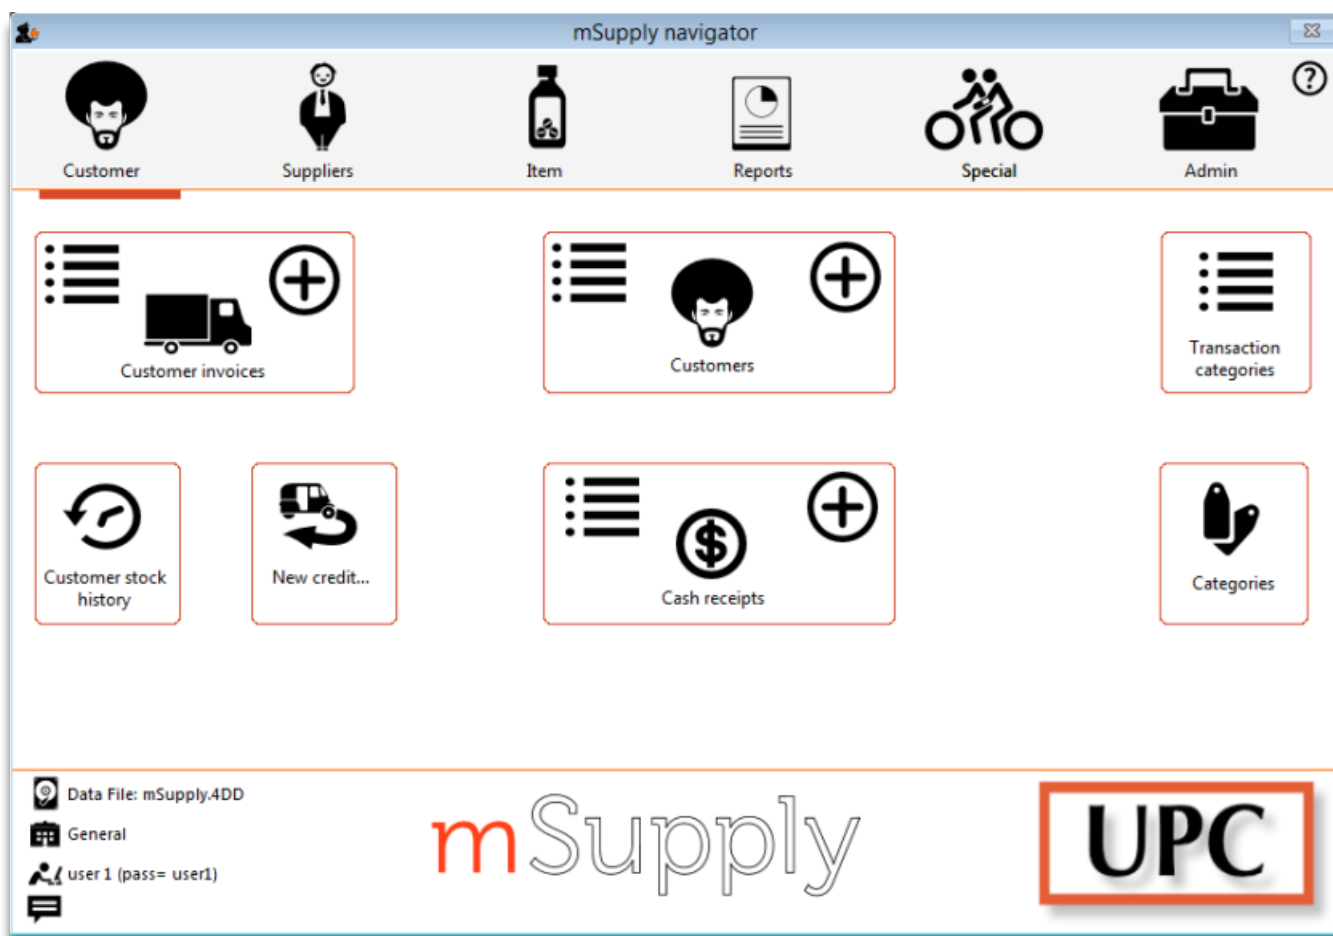 mSupply navigator
Customer
Suppliers
Item
Reports
Special
Admin
?
Customer invoices
Customers
Transaction
categories
Customer stock
history
New credit...
$
Cash receipts
Categories
Data File: mSupply.4DD
General
user 1 (pass= user1)
mSupply
UPC